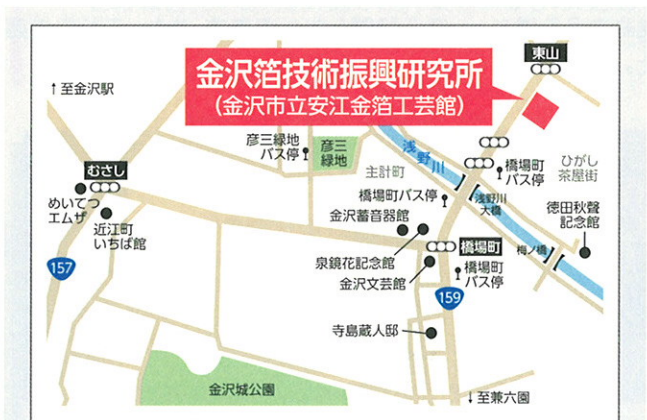 東山
金沢箔技術振興研究所
(金沢市立安江金箔工芸館)
↑至金沢駅
彦三緑地
バス停
彦三
緑地
浅野川
主計町
橋場町
バス停
ひがし
茶屋街
むさし
めいてつ
エムザ
近江町
いちば館
橋場町バス停
浅野川
大橋
徳田秋聲
記念館
金沢蓄音器館
梅ノ橋
橋場町
泉鏡花記念館
金沢文芸館
橋場町
バス停
157
159
寺島蔵人邸
金沢城公園
↓至兼六園